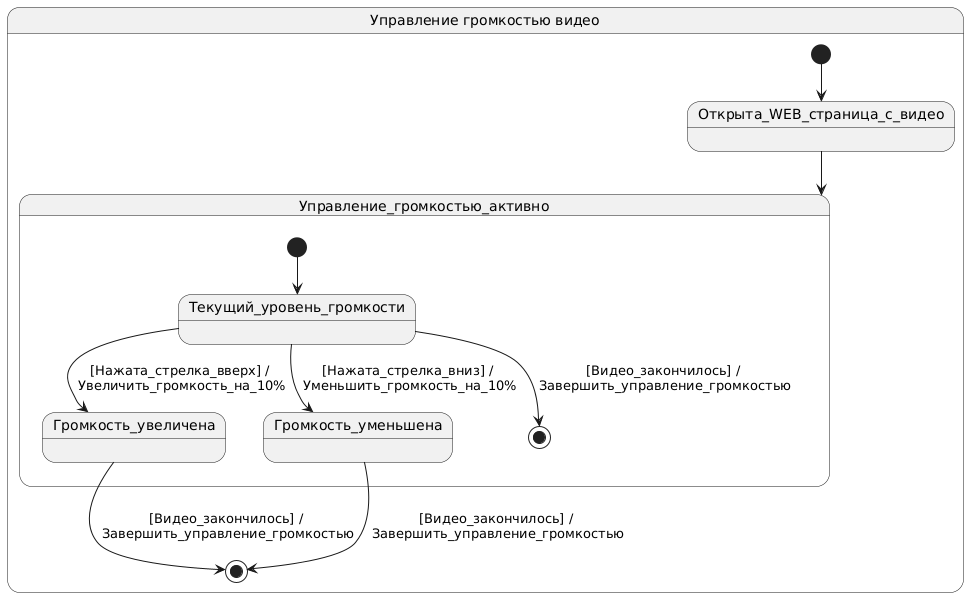 Управление громкостью видео
Открыта_WEB_страница_с_видео
Управление_громкостью_активно
Текущий_уровень_громкости
[Нажата_стрелка_вверх] /
Увеличить_громкость_на_10%
[Нажата_стрелка_вниз] /
Уменьшить_громкость_на_10%
[Видео_закончилось] /
Завершить_управление_громкостью
Громкость_увеличена
Громкость_уменьшена
[Видео_закончилось] /
Завершить_управление_громкостью
[Видео_закончилось] /
Завершить_управление_громкостью